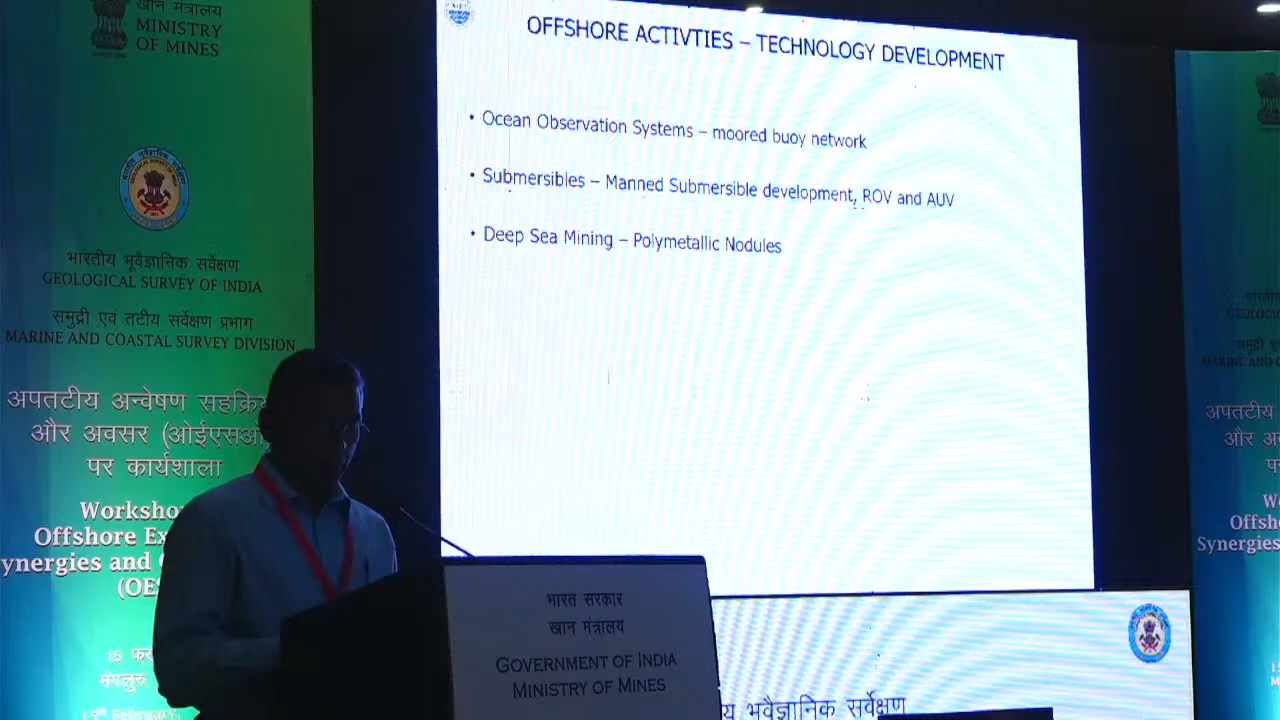 खान मंत्रालय
MINISTRY
OF MINES
भारतीय भूवैज्ञानिक सर्वेक्षण
GEOLOGICAL SURVEY OF INDIA
समुद्री एवं तटीय सर्वेक्षण प्रभाग
MARINE AND COASTAL SURVEY DIVISION
अपतटीय अन्वेषण
और अवसर
पर कार्यशाला
Offshore
and
OFFSHORE ACTIVTIES – TECHNOLOGY DEVELOPMENT
• Ocean Observation Systems – moored buoy network
• Submersibles – Manned Submersible development, ROV and AUV
• Deep Sea Mining – Polymetallic Nodules
भारत सरकार
खान मंत्रालय
GOVERNMENT OF INDIA
MINISTRY OF MINES
भूवैज्ञानिक सर्वेक्षण
अपतटीय
और